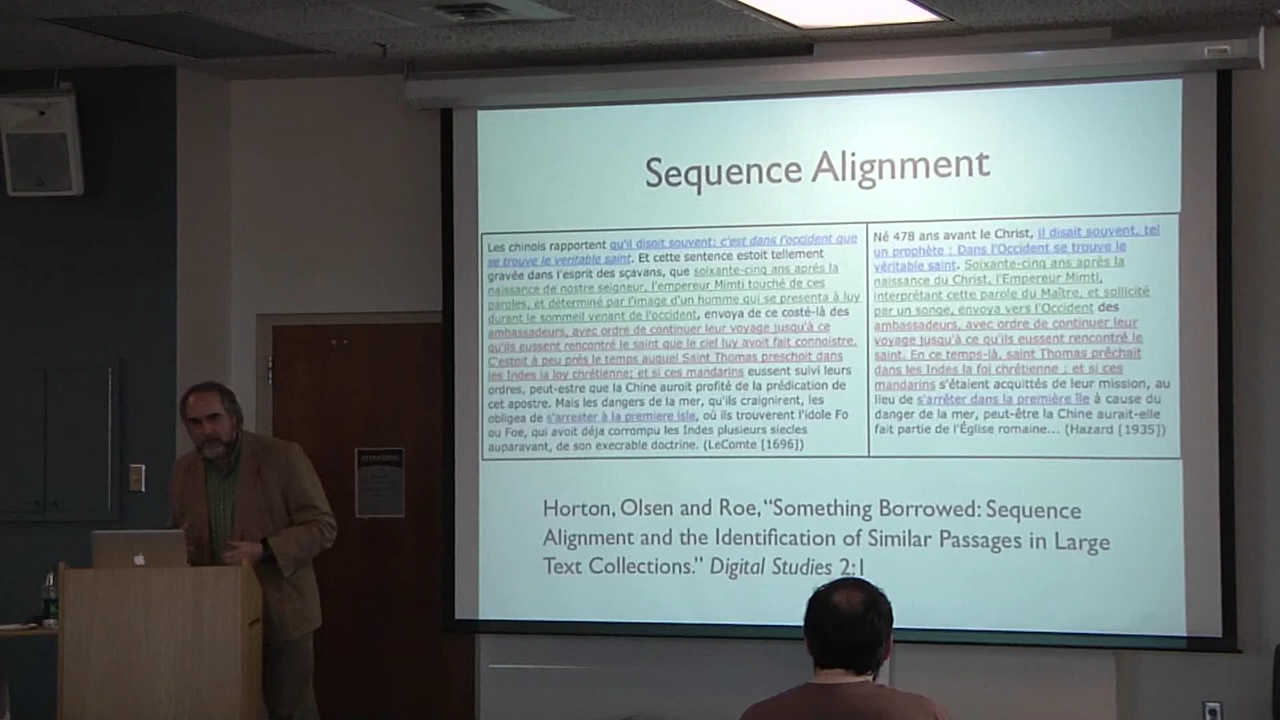 Sequence Alignment
Les chinois rapportent qu'il disoit souvent: c'est dans l'occident que
se trouve le veritable saint. Et cette sentence estoit tellement
gravée dans l'esprit des sçavans, que soixante-cinq ans après la
naissance de nostre seigneur, l'empereur Mimti touché de ces
paroles, et déterminé par l'image d'un homme qui se presenta à luy
durant le sommeil venant de l'occident, envoya de ce costé-là des
ambassadeurs, avec ordre de continuer leur voyage jusqu'à ce
qu'ils eussent rencontré le saint que le ciel luy avoit fait connoistre.
C'estoit à peu prés le temps auquel Saint Thomas preschoit dans
les Indes la loy chrétienne; et si ces mandarins eussent suivi leurs
ordres, peut-estre que la Chine auroit profité de la prédication de
cet apostre. Mais les dangers de la mer, qu'ils craignirent, les
obligea de s'arrester à la premiere isle, où ils trouverent l'idole Fo
ou Foe, qui avoit déja corrompu les Indes plusieurs siecles
auparavant, de son execrable doctrine. (LeComte [1696])
Né 478 ans avant le Christ, il disait souvent, tel
un prophète : Dans l'Occident se trouve le
véritable saint. Soixante-cinq ans après la
naissance du Christ, l'Empereur Mimti,
interprétant cette parole du Maître, et sollicité
par un songe, envoya vers l'Occident des
ambassadeurs, avec ordre de continuer leur
voyage jusqu'à ce qu'ils eussent rencontré le
saint. En ce temps-là, saint Thomas prêchait
dans les Indes la foi chrétienne ; et si ces
mandarins s'étaient acquittés de leur mission, au
lieu de s'arrêter dans la première île à cause du
danger de la mer, peut-être la Chine aurait-elle
fait partie de l'Église romaine... (Hazard [1935])
Horton, Olsen and Roe, "Something Borrowed: Sequence
Alignment and the Identification of Similar Passages in Large
Text Collections." Digital Studies 2:1